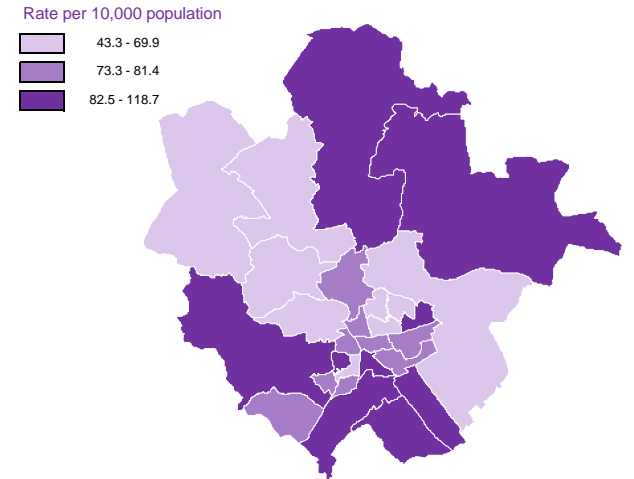 Rate per 10,000 population
43.3 - 69.9
73.3 - 81.4
82.5 - 118.7